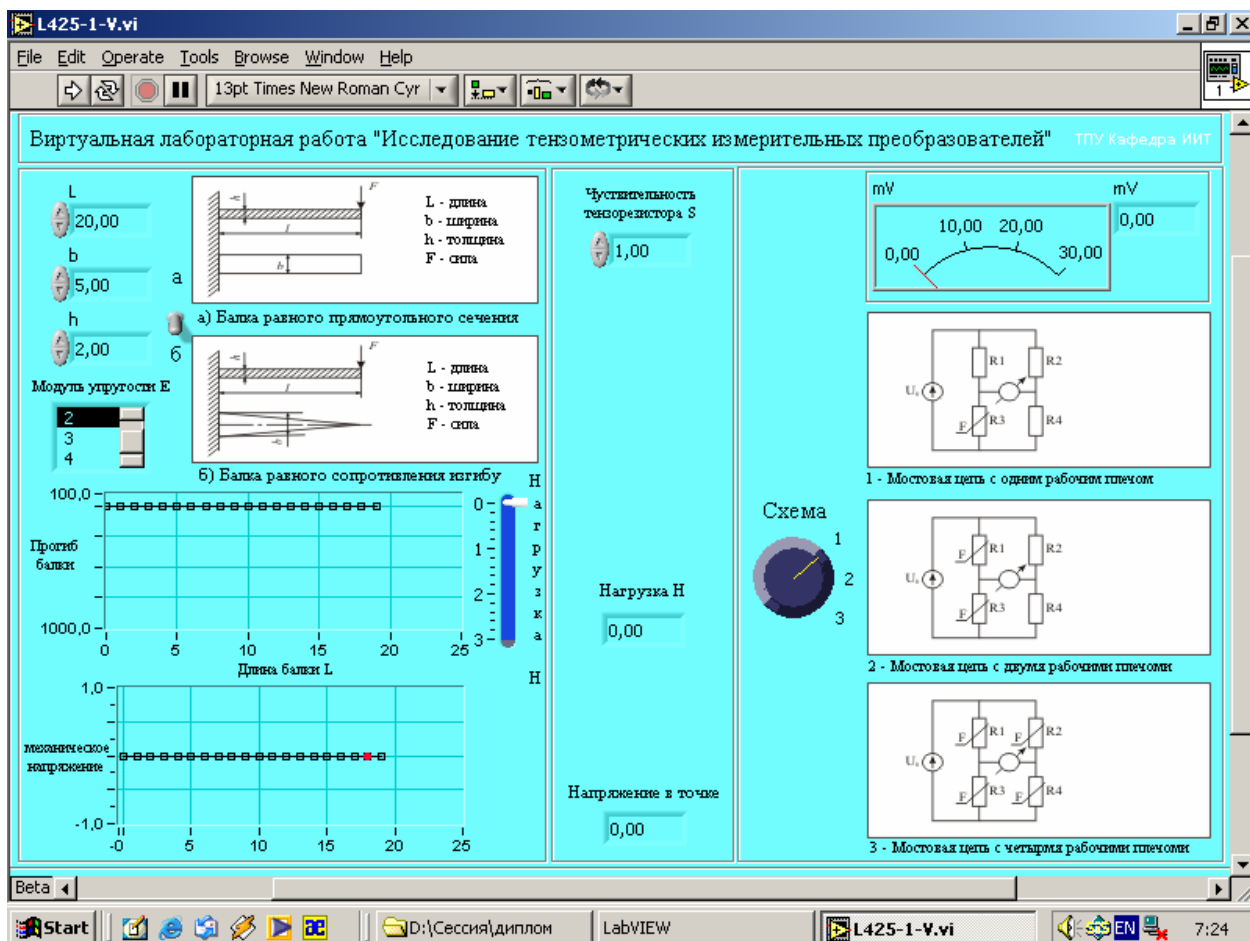 L425-1-V.vi
File Edit Operate Tools Browse Window Help
13pt Times New Roman Cyr
1
Виртуальная лабораторная работа "Исследование тензометрических измерительных преобразователей"
ТПУ Кафедра ИИТ
L
20,00
b
5,00
h
2,00
а
б
Модуль упругости E
2
3
4
h
F
l
b
L - длина
b - ширина
h - толщина
F - сила
а) Балка равного прямоугольного сечения
h
F
l
b
L - длина
b - ширина
h - толщина
F - сила
б) Балка равного сопротивления изгибу
100,0
Прогиб
балки
1000,0
0 5 10 15 20 25
Длина балки L
0
1
2
3
Нагрузка
Н
1,0
механическое
напряжение
-1,0
-0 5 10 15 20 25
Чуствительность
тензорезистора S
1,00
Нагрузка Н
0,00
Напряжение в точке
0,00
mV
0,00 10,00 20,00 30,00
mV
0,00
Схема
1
2
3
R1 R2
U
F R3 R4
1 - Мостовая цепь с одним рабочим плечом
F R1 R2
U
F R3 R4
2 - Мостовая цепь с двумя рабочими плечоми
F R1 F R2
U
F R3 F R4
3 - Мостовая цепь с четырмя рабочими плечоми
Beta
Start
D:\Сессия\диплом
LabVIEW
L425-1-V.vi
EN
7:24